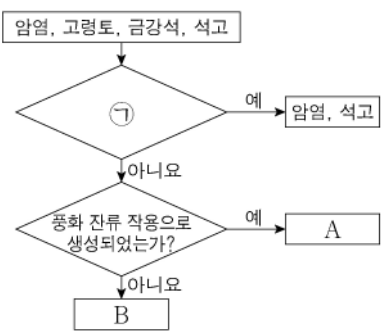 암염, 고령토, 금강석, 석고
㉠
예
암염, 석고
아니요
풍화 잔류 작용으로
생성되었는가?
예
A
아니요
B